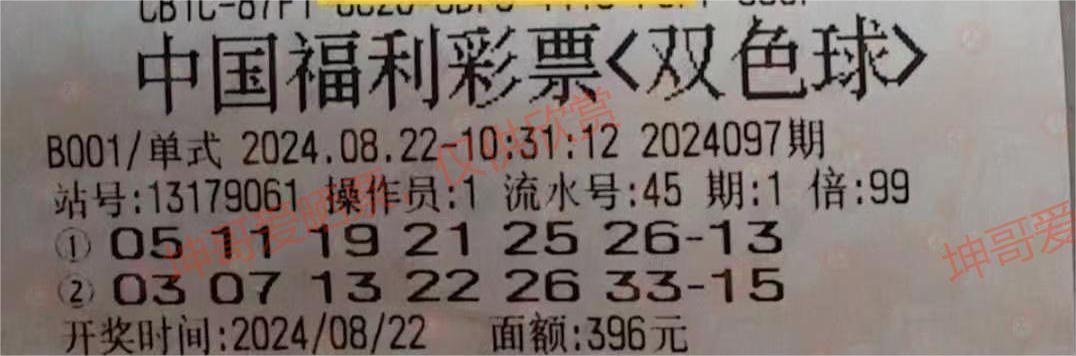 中国福利彩票<双色球>
B001/单式 2024.08.22-10:31:12 2024097期
站号:13179061 操作员:1 流水号:45 期:1 倍:99
① 05 11 19 21 25 26-13
② 03 07 13 22 26 33-15
开奖时间:2024/08/22 面额:396元
仅供欣赏
坤哥爱
坤哥爱